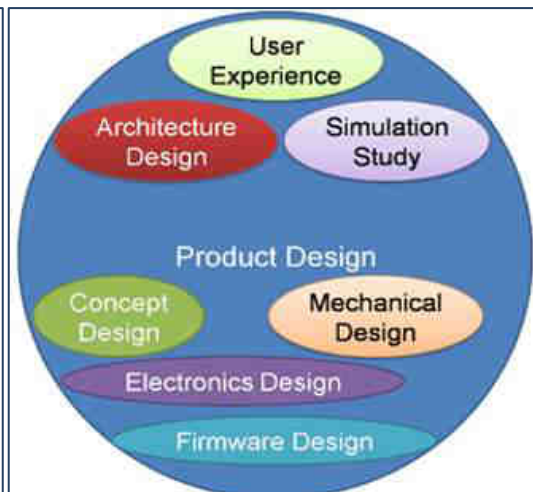 User
Experience
Architecture
Design
Simulation
Study
Product Design
Concept
Design
Mechanical
Design
Electronics Design
Firmware Design